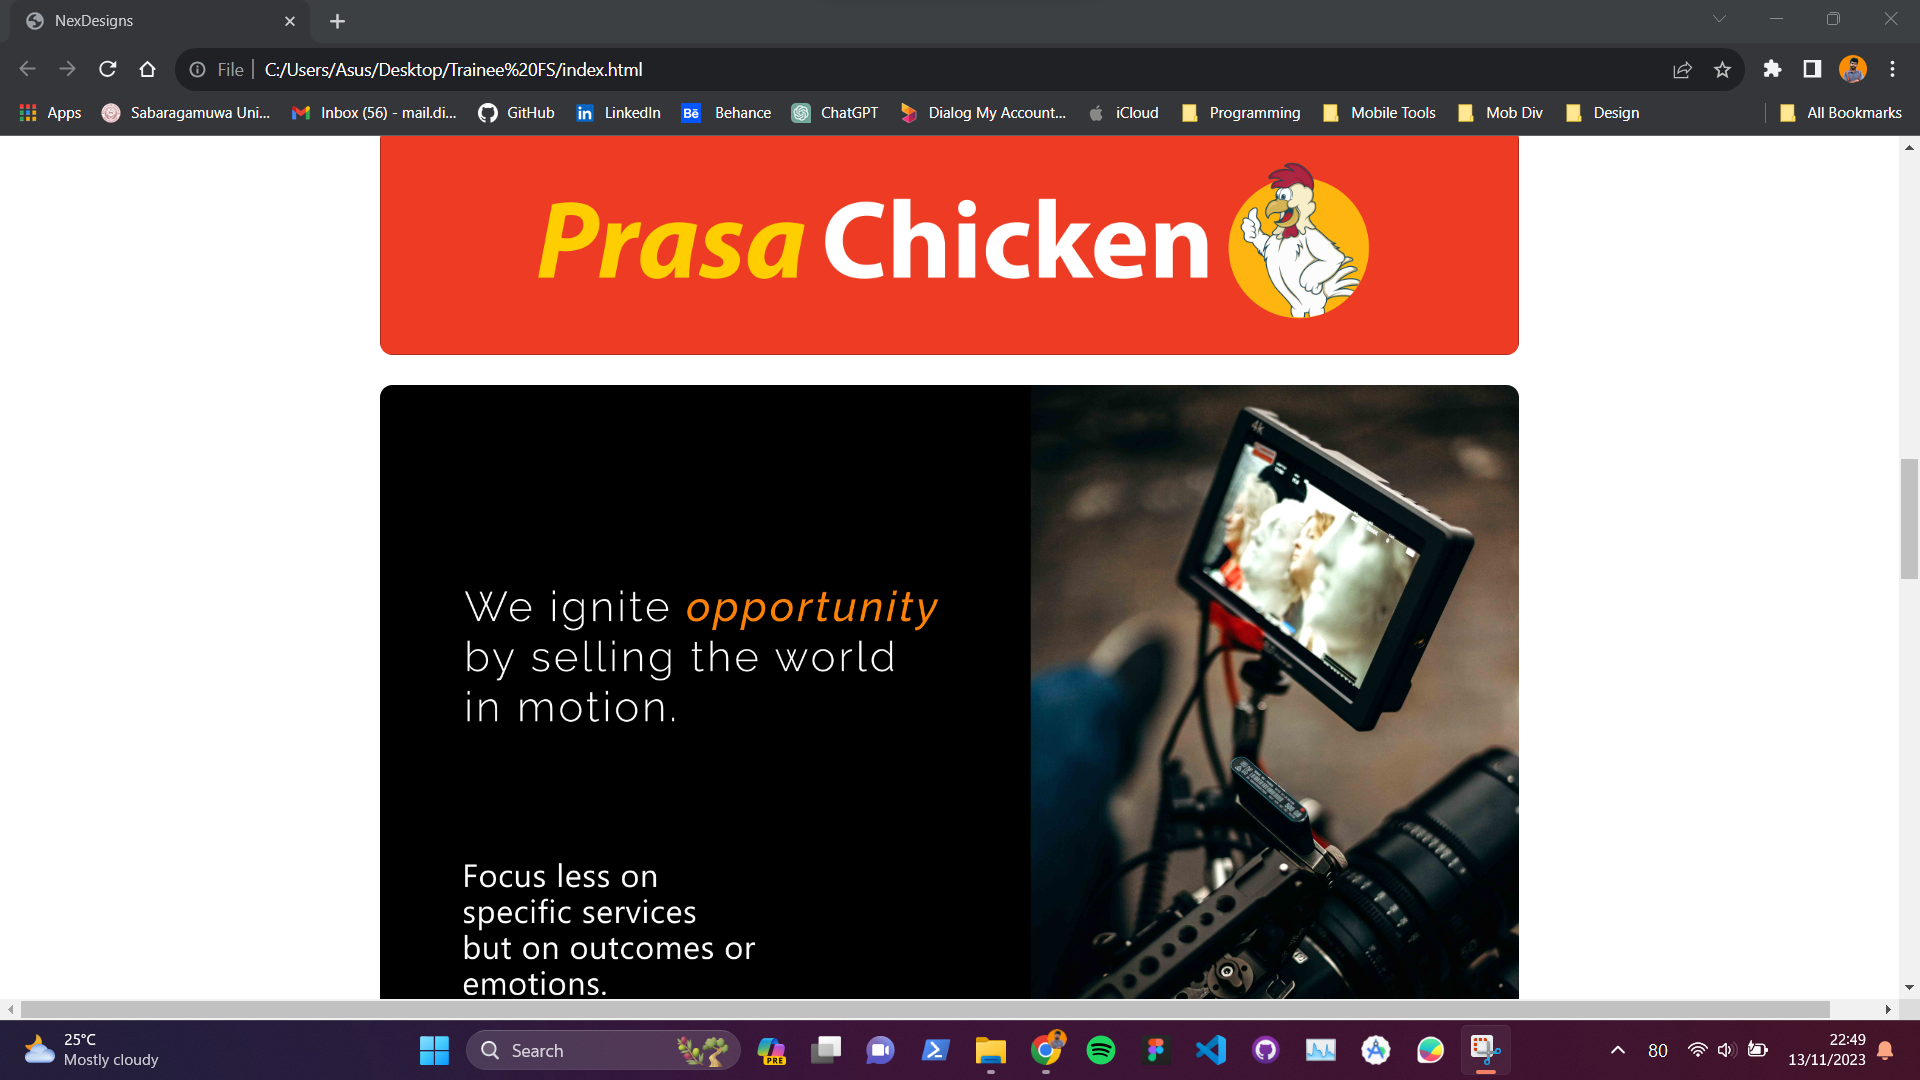 NexDesigns
File
C:/Users/Asus/Desktop/Trainee%20FS/index.html
Apps
Sabaragamuwa Uni...
Inbox (56) - mail.di...
GitHub
LinkedIn
Bē Behance
ChatGPT
Dialog My Account...
iCloud
Programming
Mobile Tools
Mob Div
Design
All Bookmarks
Prasa Chicken
4k
We ignite opportunity
by selling the world
in motion.
Focus less on
specific services
but on outcomes or
emotions.
25°C
Mostly cloudy
Search
PRE
80
22:49
13/11/2023